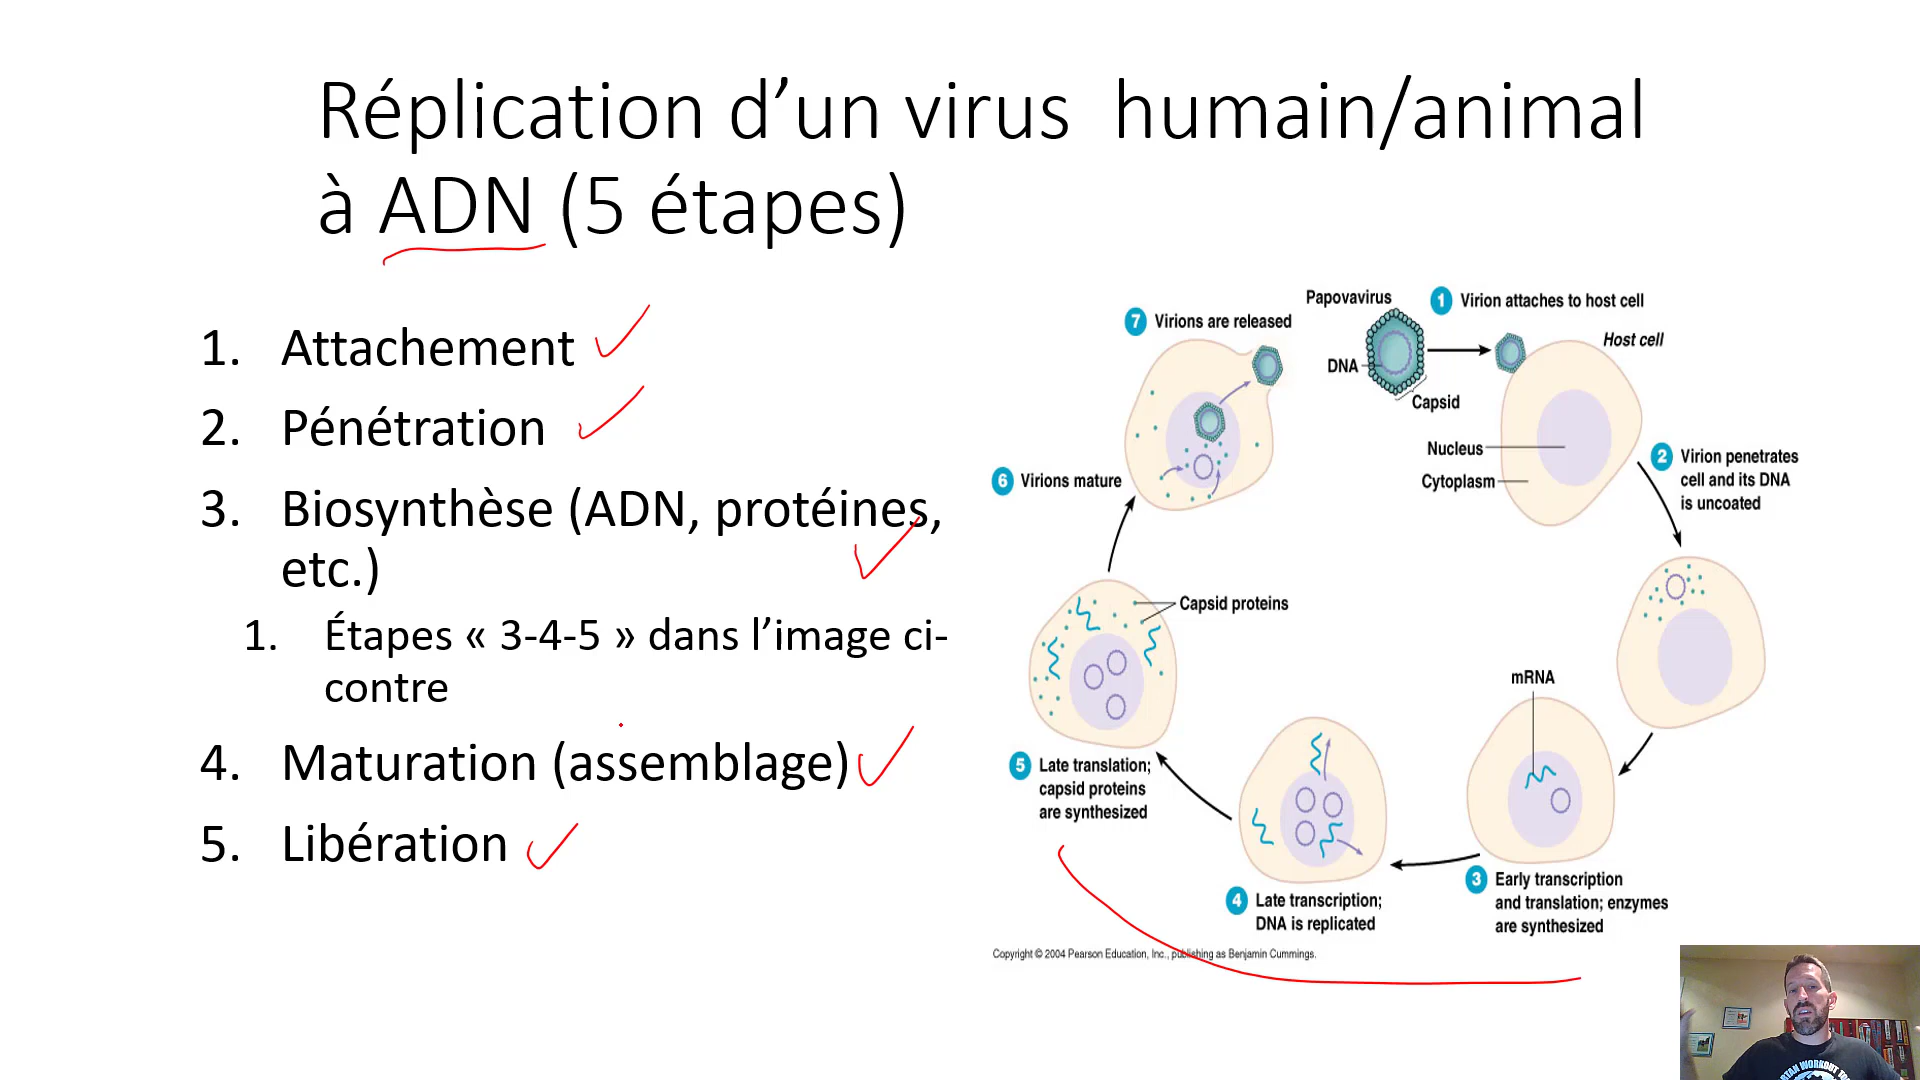 Réplication d’un virus humain/animal
à ADN (5 étapes)
1. Attachement
2. Pénétration
3. Biosynthèse (ADN, protéines,
etc.)
1. Étapes « 3-4-5 » dans l’image ci-
contre
4. Maturation (assemblage)
5. Libération
Papovavirus
1 Virion attaches to host cell
7 Virions are released
Host cell
DNA
Capsid
Nucleus
Cytoplasm
2 Virion penetrates
cell and its DNA
is uncoated
6 Virions mature
Capsid proteins
mRNA
5 Late translation;
capsid proteins
are synthesized
3 Early transcription
and translation; enzymes
are synthesized
4 Late transcription;
DNA is replicated
Copyright © 2004 Pearson Education, Inc., publishing as Benjamin Cummings.
WORKOUT